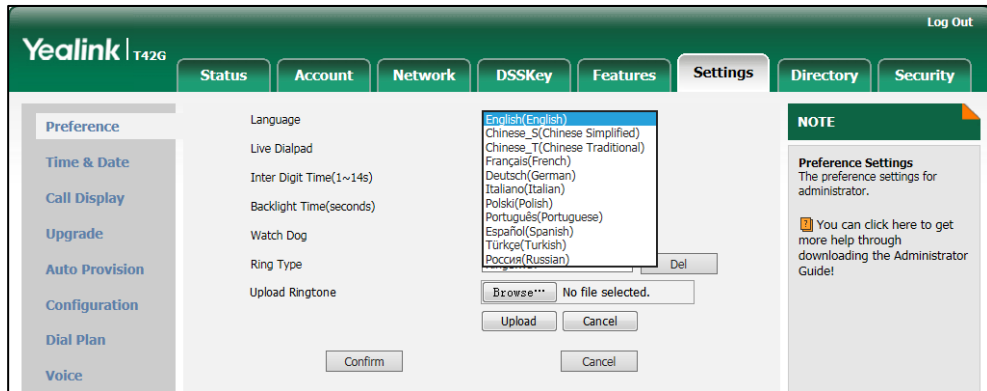 Log Out
Yealink T42G
Status Account Network DSSKey Features Settings Directory Security
Preference
Time & Date
Call Display
Upgrade
Auto Provision
Configuration
Dial Plan
Voice
Language
Live Dialpad
Inter Digit Time(1~14s)
Backlight Time(seconds)
Watch Dog
Ring Type
Upload Ringtone
English(English)
Chinese_S(Chinese Simplified)
Chinese_T(Chinese Traditional)
Français(French)
Deutsch(German)
Italiano(Italian)
Polski(Polish)
Português(Portuguese)
Español(Spanish)
Türkçe(Turkish)
Россия(Russian)
Del
Browse··· No file selected.
Upload Cancel
Confirm Cancel
NOTE
Preference Settings
The preference settings for
administrator.
You can click here to get
more help through
downloading the Administrator
Guide!